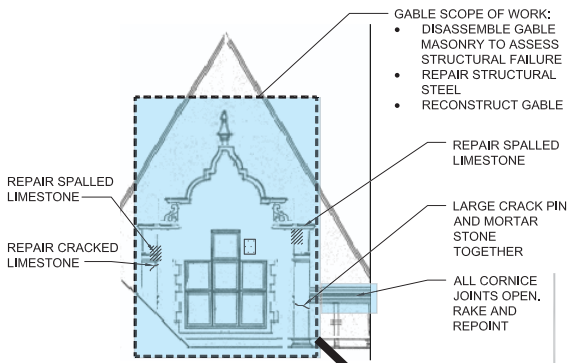 GABLE SCOPE OF WORK:
• DISASSEMBLE GABLE
MASONRY TO ASSESS
STRUCTURAL FAILURE
• REPAIR STRUCTURAL
STEEL
• RECONSTRUCT GABLE
REPAIR SPALLED
LIMESTONE
REPAIR SPALLED
LIMESTONE
LARGE CRACK PIN
AND MORTAR
STONE
TOGETHER
REPAIR CRACKED
LIMESTONE
ALL CORNICE
JOINTS OPEN.
RAKE AND
REPOINT